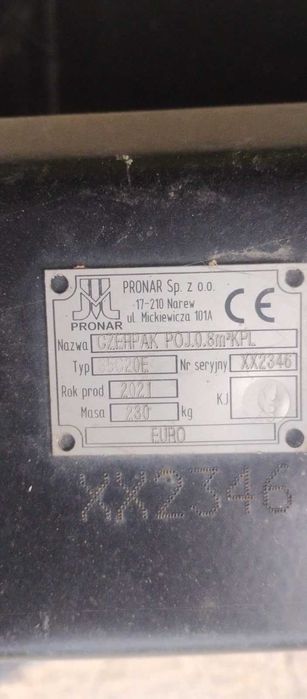 PRONAR Sp. z o.o.
17-210 Narew
ul. Mickiewicza 101A
CE
PRONAR
Nazwa CZERPAK POJ.0.8m³KPL
Typ 35C20E Nr seryjny XX2346
Rok prod 2021 KJ
Masa 230 kg
EURO
XX2346